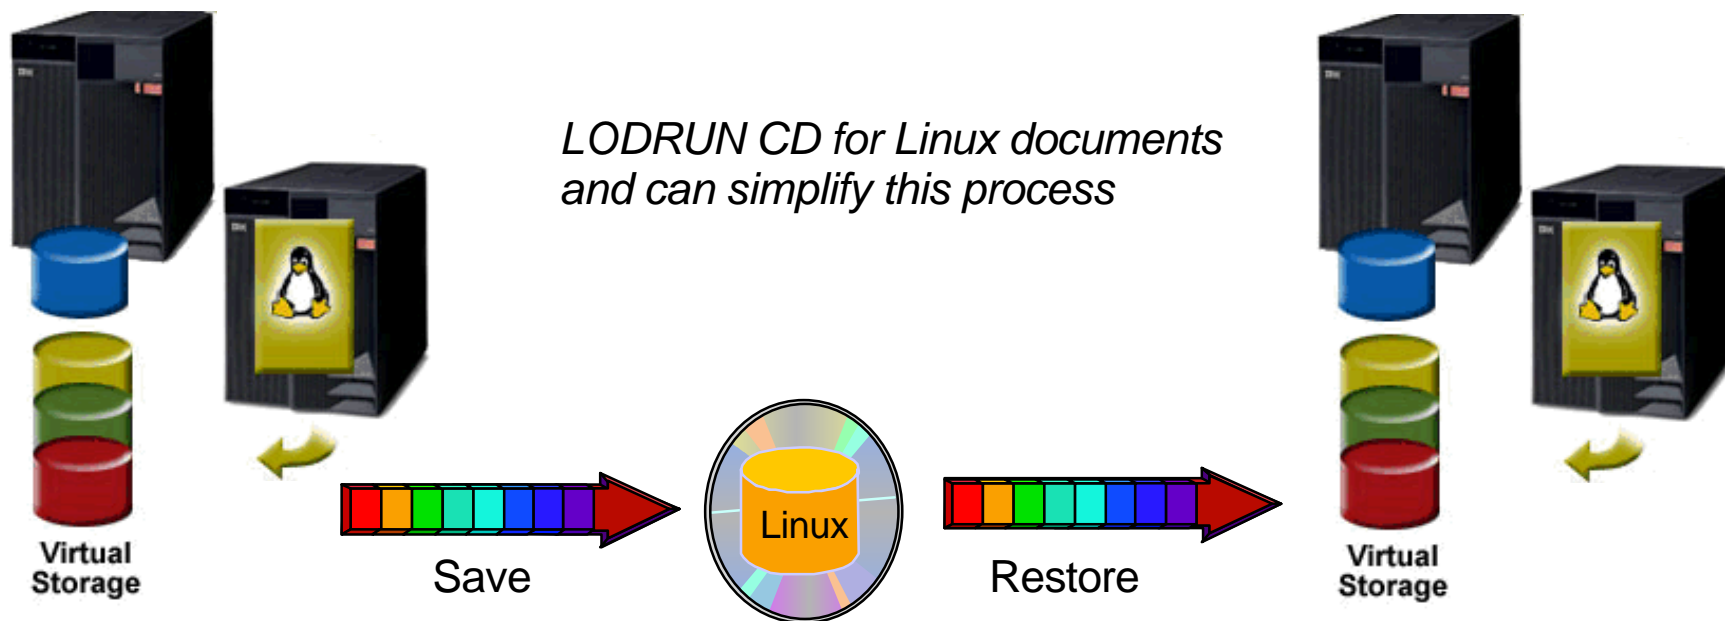 LODRUN CD for Linux documents
and can simplify this process
Linux
Save
Restore
Virtual
Storage
Virtual
Storage